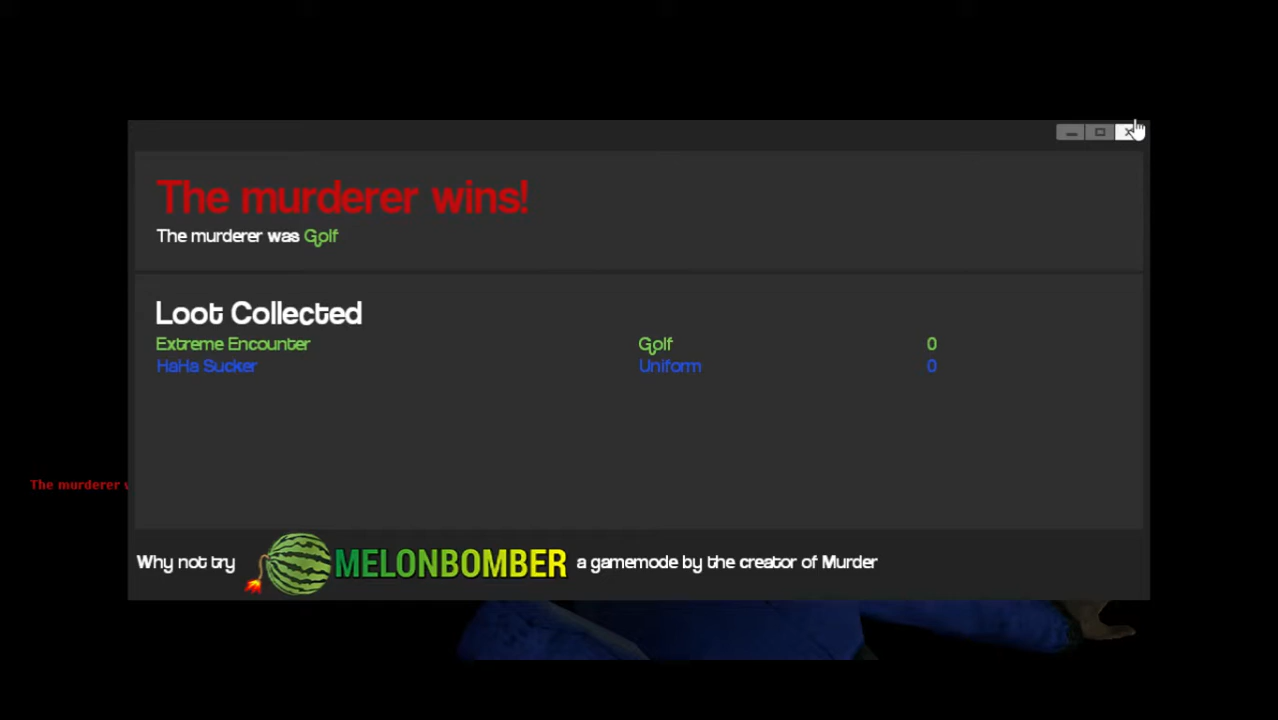 The murderer wins!
The murderer was Golf
Loot Collected
Extreme Encounter Golf 0
HaHa Sucker Uniform 0
The murderer w
Why not try MELONBOMBER a gamemode by the creator of Murder